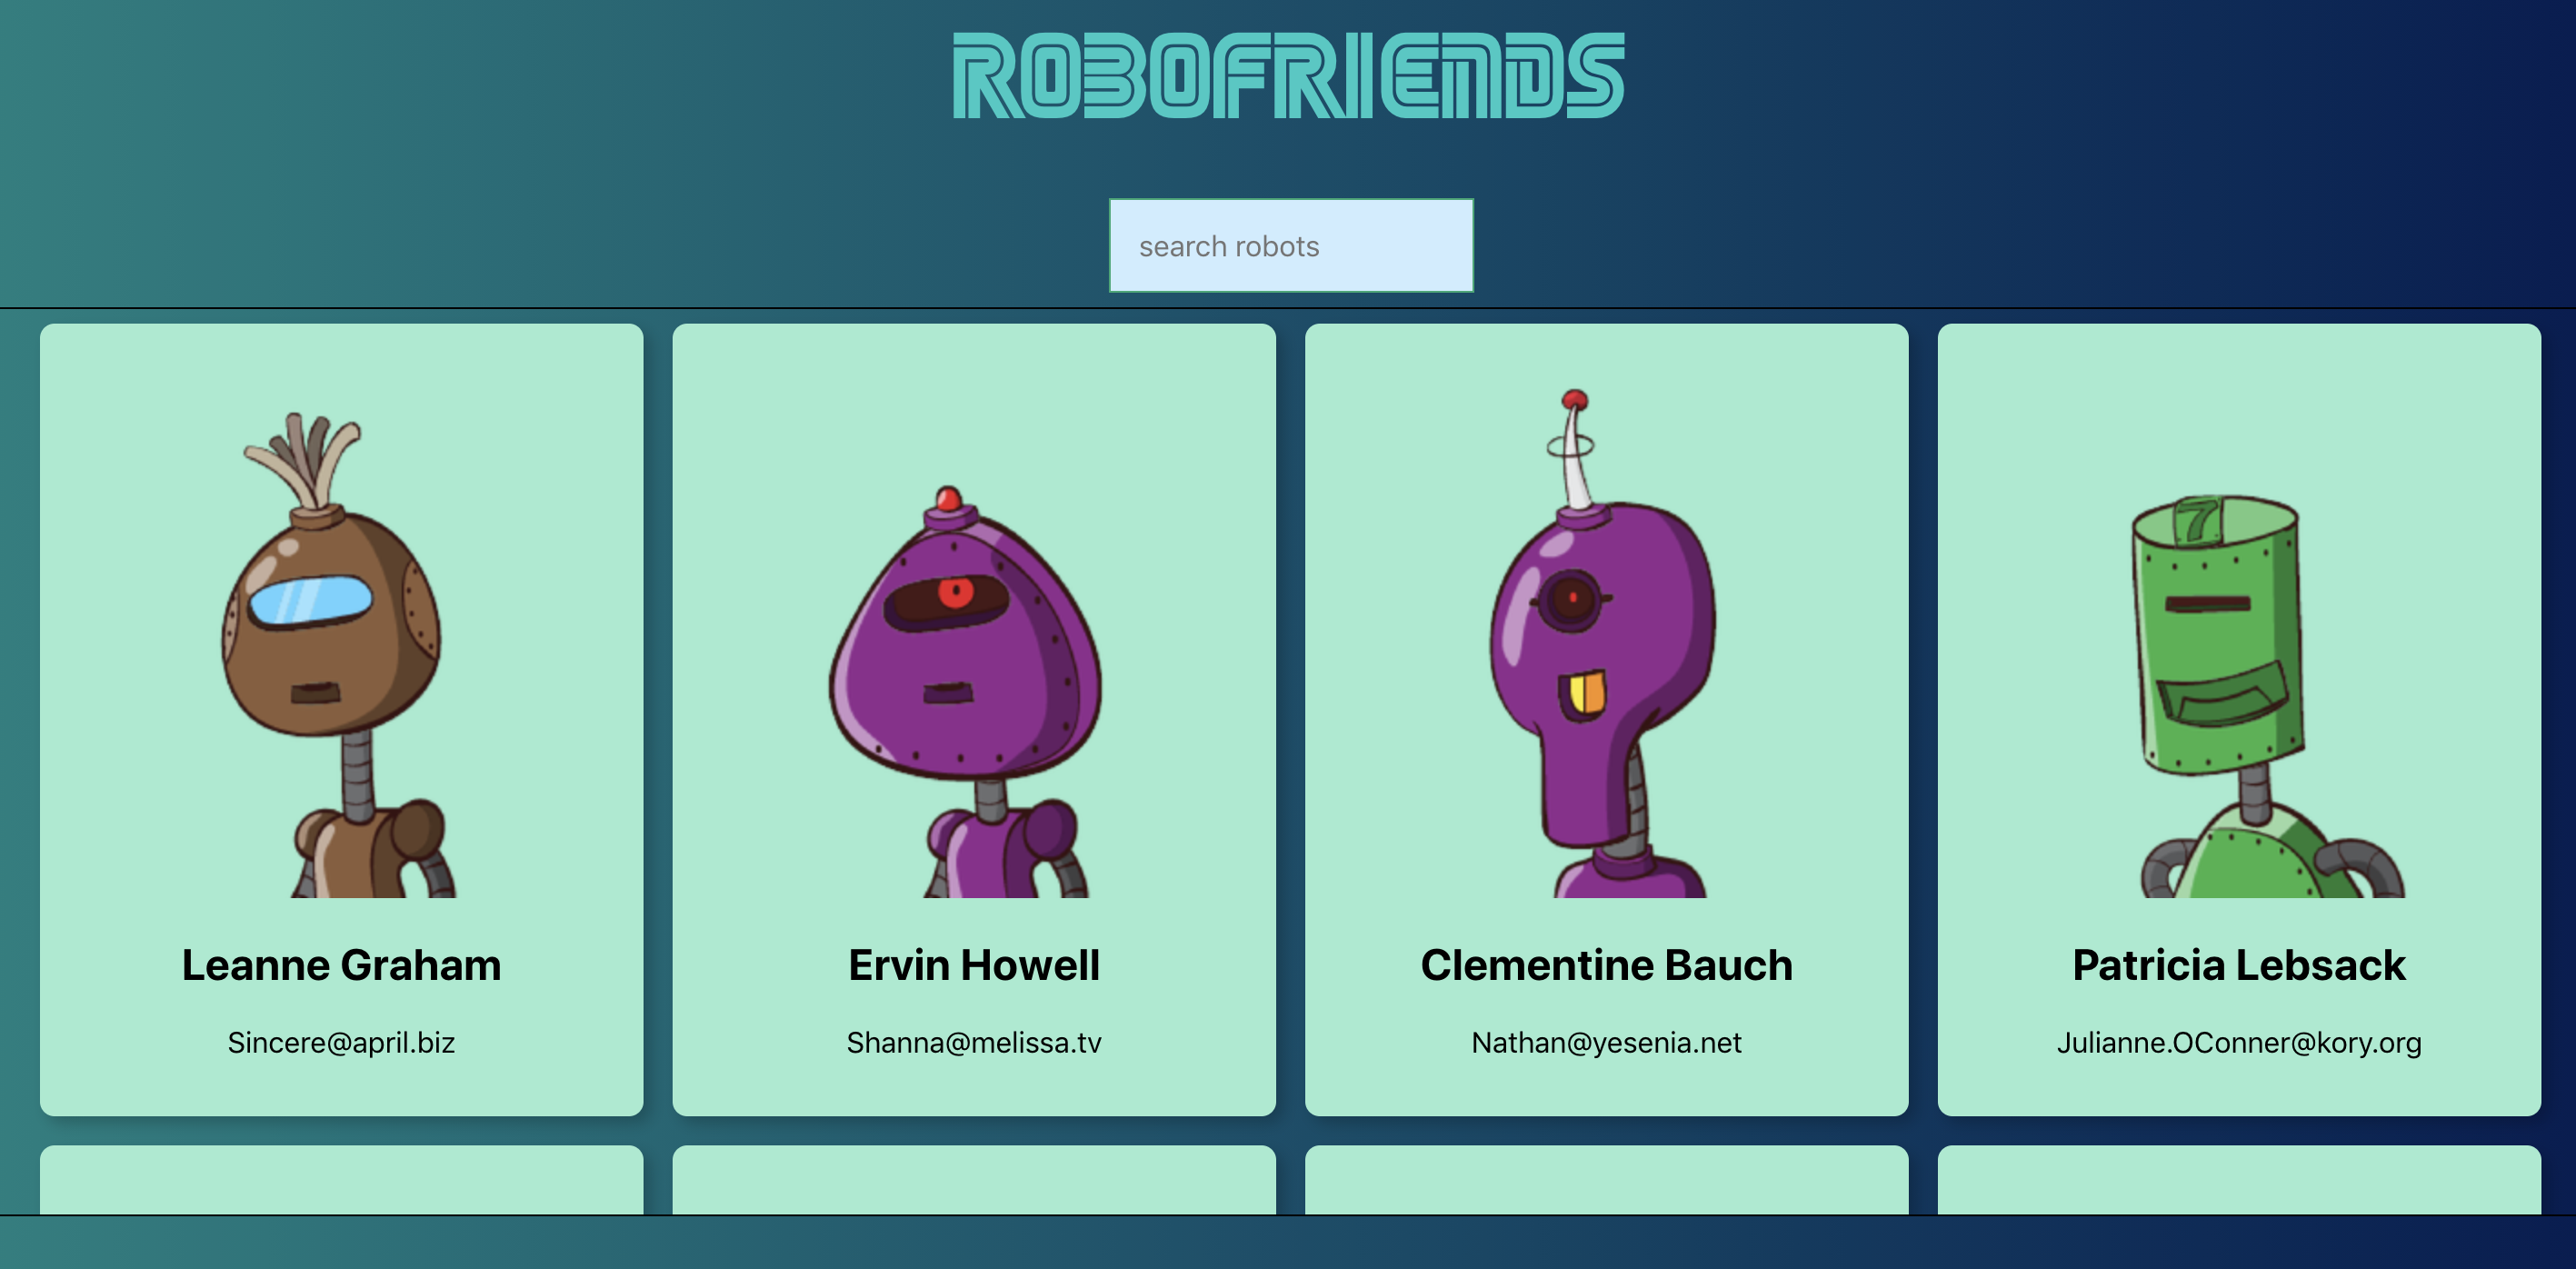 ROBOFRIENDS
search robots
7
Leanne Graham
Ervin Howell
Clementine Bauch
Patricia Lebsack
Sincere@april.biz
Shanna@melissa.tv
Nathan@yesenia.net
Julianne.OConner@kory.org